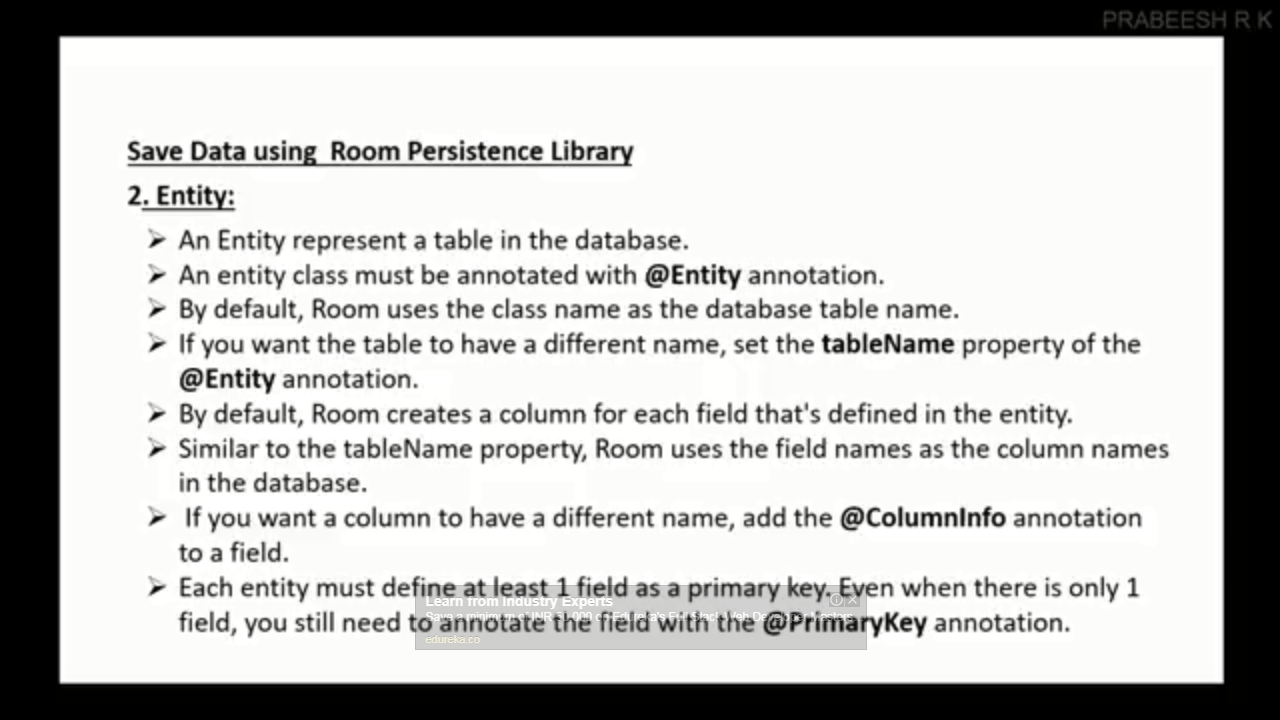 PRABEESH R K
Save Data using Room Persistence Library
2. Entity:
➢ An Entity represent a table in the database.
➢ An entity class must be annotated with @Entity annotation.
➢ By default, Room uses the class name as the database table name.
➢ If you want the table to have a different name, set the tableName property of the
@Entity annotation.
➢ By default, Room creates a column for each field that's defined in the entity.
➢ Similar to the tableName property, Room uses the field names as the column names
in the database.
➢ If you want a column to have a different name, add the @ColumnInfo annotation
to a field.
➢ Each entity must define at least 1 field as a primary key. Even when there is only 1
Learn from Industry Experts
field, you still need to annotate the field with the @PrimaryKey annotation.
Save a minimum of INR on Edureka's Full Stack Web Developer Masters
edureka.co